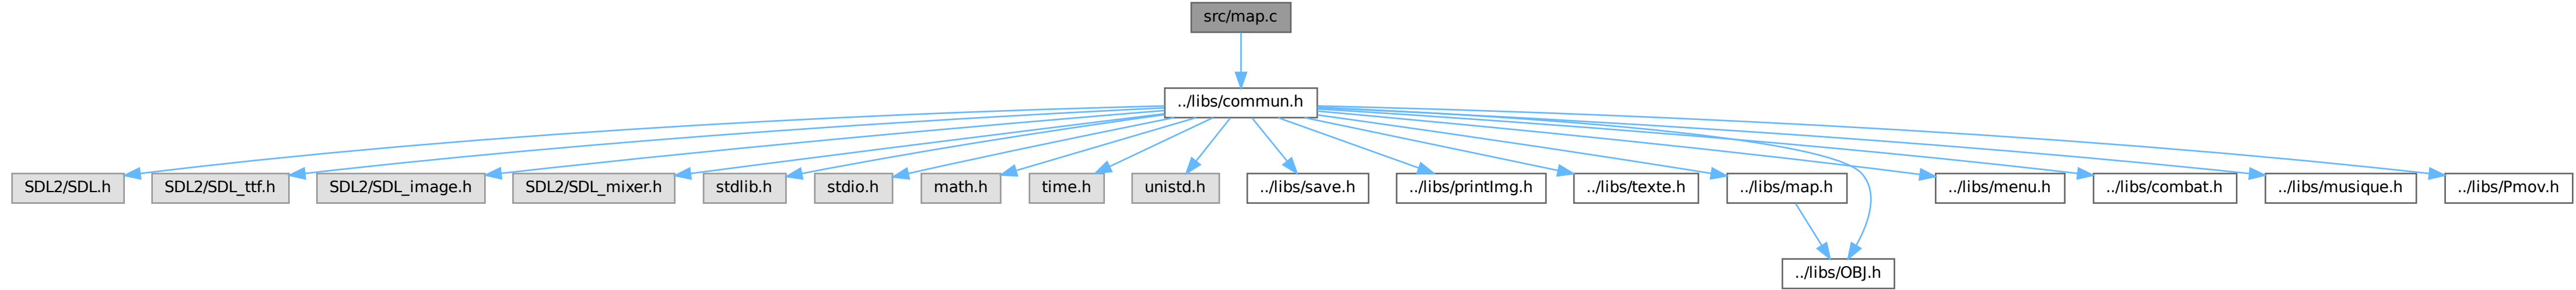 src/map.c
../libs/commun.h
SDL2/SDL.h
SDL2/SDL_ttf.h
SDL2/SDL_image.h
SDL2/SDL_mixer.h
stdlib.h
stdio.h
math.h
time.h
unistd.h
../libs/save.h
../libs/printImg.h
../libs/texte.h
../libs/map.h
../libs/menu.h
../libs/combat.h
../libs/musique.h
../libs/Pmov.h
../libs/OBJ.h